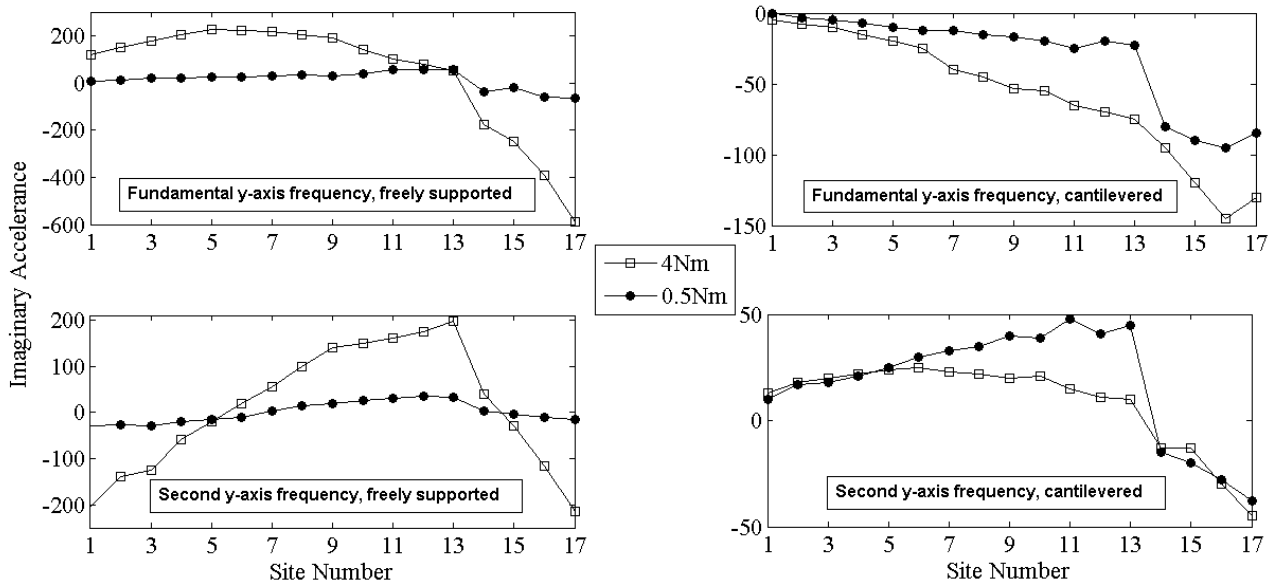 200
0
-200
-400
-600
Fundamental y-axis frequency, freely supported
1 3 5 7 9 11 13 15 17
0
-50
-100
-150
Fundamental y-axis frequency, cantilevered
1 3 5 7 9 11 13 15 17
Imaginary Accelerance
4Nm
0.5Nm
200
100
0
-100
-200
Second y-axis frequency, freely supported
1 3 5 7 9 11 13 15 17
Site Number
50
0
-50
Second y-axis frequency, cantilevered
1 3 5 7 9 11 13 15 17
Site Number